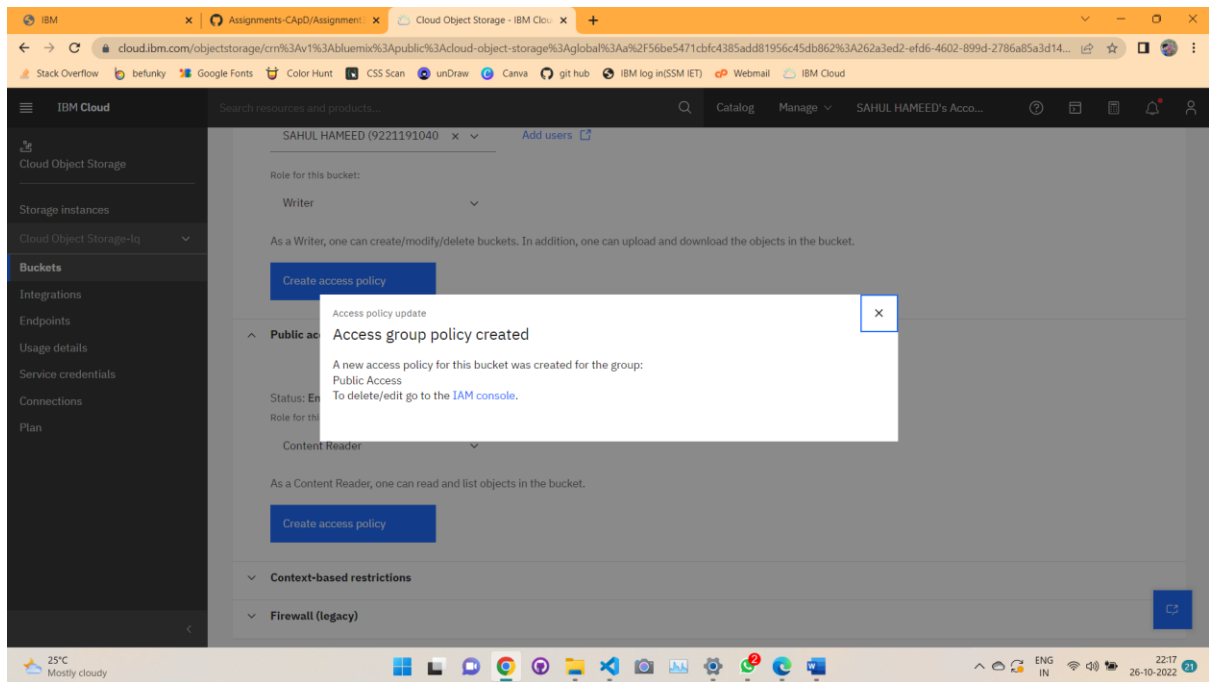 IBM
Assignments-CApD/Assignment
Cloud Object Storage - IBM Clou
cloud.ibm.com/objectstorage/crn%3Av1%3Abluemix%3Apublic%3Acloud-object-storage%3Aglobal%3Aa%2F56be5471cbfc4385add81956c45db862%3A262a3ed2-efd6-4602-899d-2786a85a3d14...
Stack Overflow befunky Google Fonts Color Hunt CSS Scan unDraw Canva git hub IBM log in(SSM IET) Webmail IBM Cloud
IBM Cloud
Search resources and products...
Catalog Manage SAHUL HAMEED's Acco...
Cloud Object Storage
Storage instances
Cloud Object Storage-lq
Buckets
Integrations
Endpoints
Usage details
Service credentials
Connections
Plan
SAHUL HAMEED (9221191040 Add users
Role for this bucket:
Writer
As a Writer, one can create/modify/delete buckets. In addition, one can upload and download the objects in the bucket.
Create access policy
Public ac
Access policy update
Access group policy created
A new access policy for this bucket was created for the group:
Public Access
To delete/edit go to the IAM console.
Status: En
Role for thi
Content Reader
As a Content Reader, one can read and list objects in the bucket.
Create access policy
Context-based restrictions
Firewall (legacy)
25°C
Mostly cloudy
2
ENG
IN
22:17
26-10-2022
21